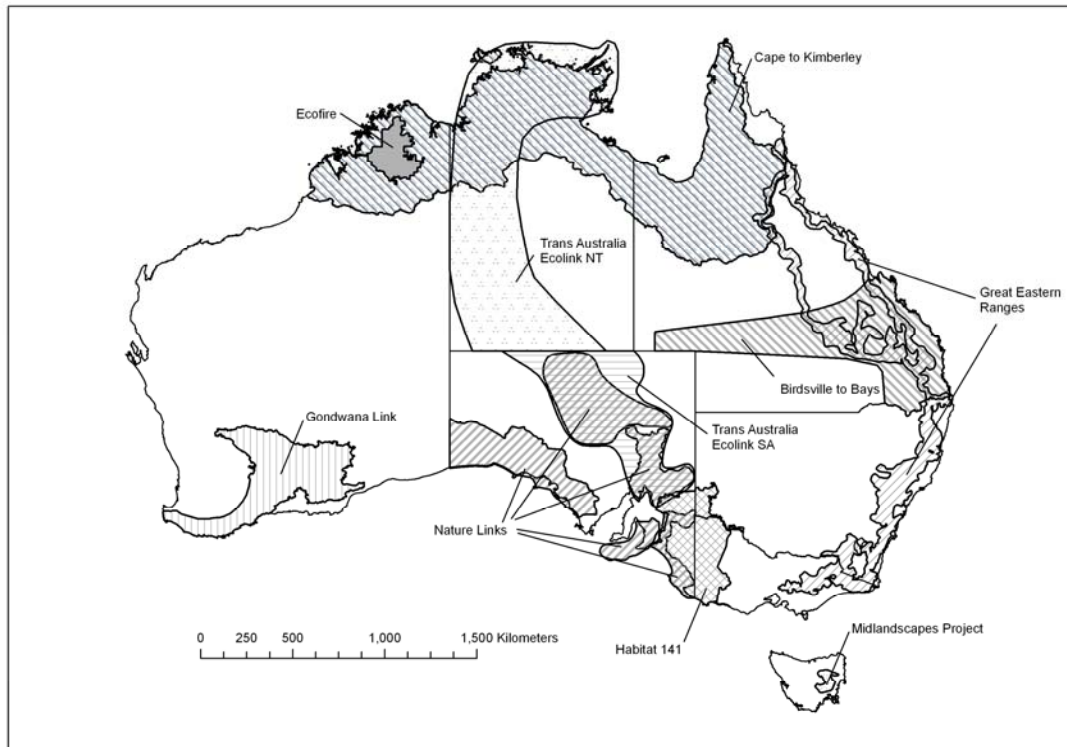 Cape to Kimberley
Ecofire
Trans Australia
Ecolink NT
Great Eastern
Ranges
Birdsville to Bays
Gondwana Link
Trans Australia
Ecolink SA
Nature Links
Habitat 141
Midlandscapes Project
0 250 500 1,000 1,500 Kilometers